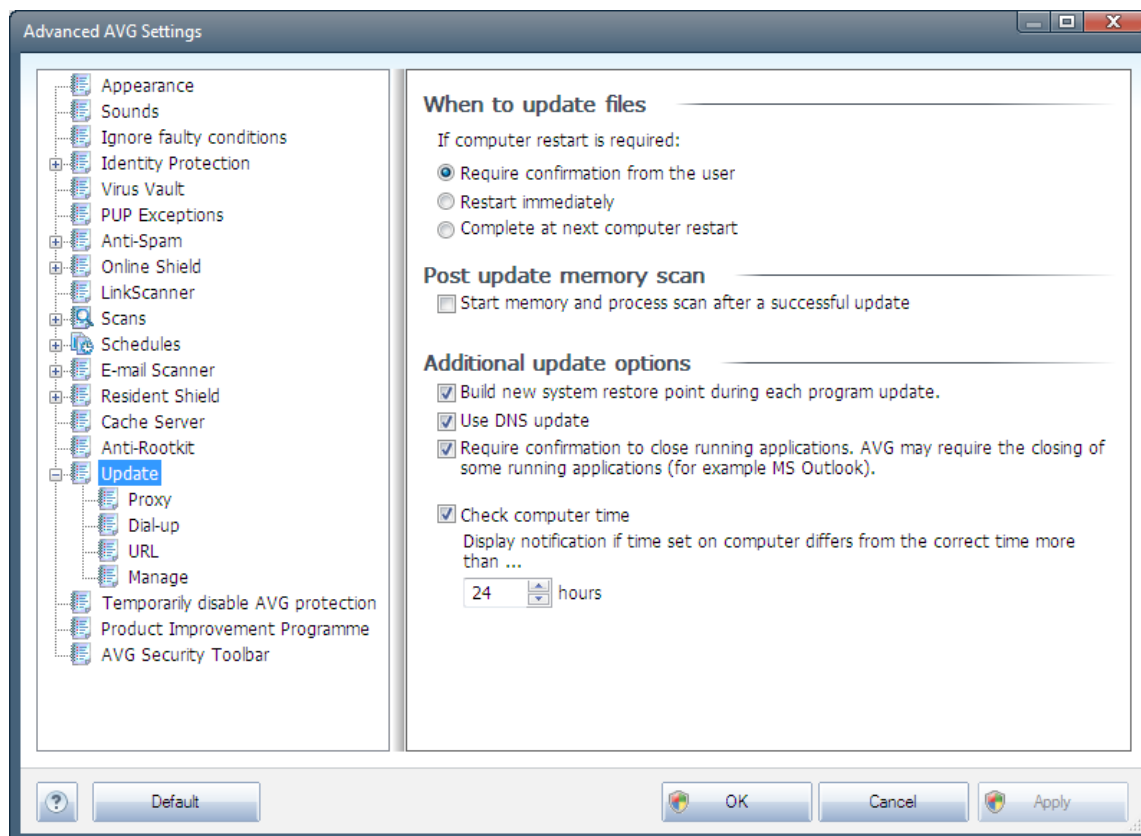 Advanced AVG Settings
Appearance
Sounds
Ignore faulty conditions
Identity Protection
Virus Vault
PUP Exceptions
Anti-Spam
Online Shield
LinkScanner
Scans
Schedules
E-mail Scanner
Resident Shield
Cache Server
Anti-Rootkit
Update
Proxy
Dial-up
URL
Manage
Temporarily disable AVG protection
Product Improvement Programme
AVG Security Toolbar
When to update files
If computer restart is required:
Require confirmation from the user
Restart immediately
Complete at next computer restart
Post update memory scan
Start memory and process scan after a successful update
Additional update options
Build new system restore point during each program update.
Use DNS update
Require confirmation to close running applications. AVG may require the closing of
some running applications (for example MS Outlook).
Check computer time
Display notification if time set on computer differs from the correct time more
than ...
24 hours
? Default OK Cancel Apply